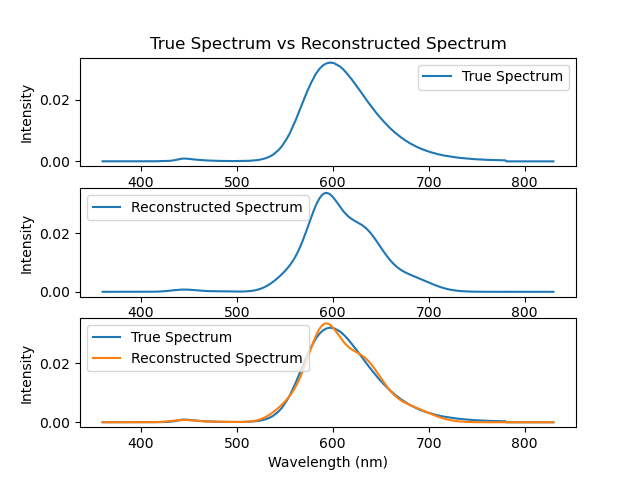 True Spectrum vs Reconstructed Spectrum
Intensity
0.02
0.00
True Spectrum
400 500 600 700 800
Intensity
0.02
0.00
Reconstructed Spectrum
400 500 600 700 800
Intensity
0.02
0.00
True Spectrum
Reconstructed Spectrum
400 500 600 700 800
Wavelength (nm)